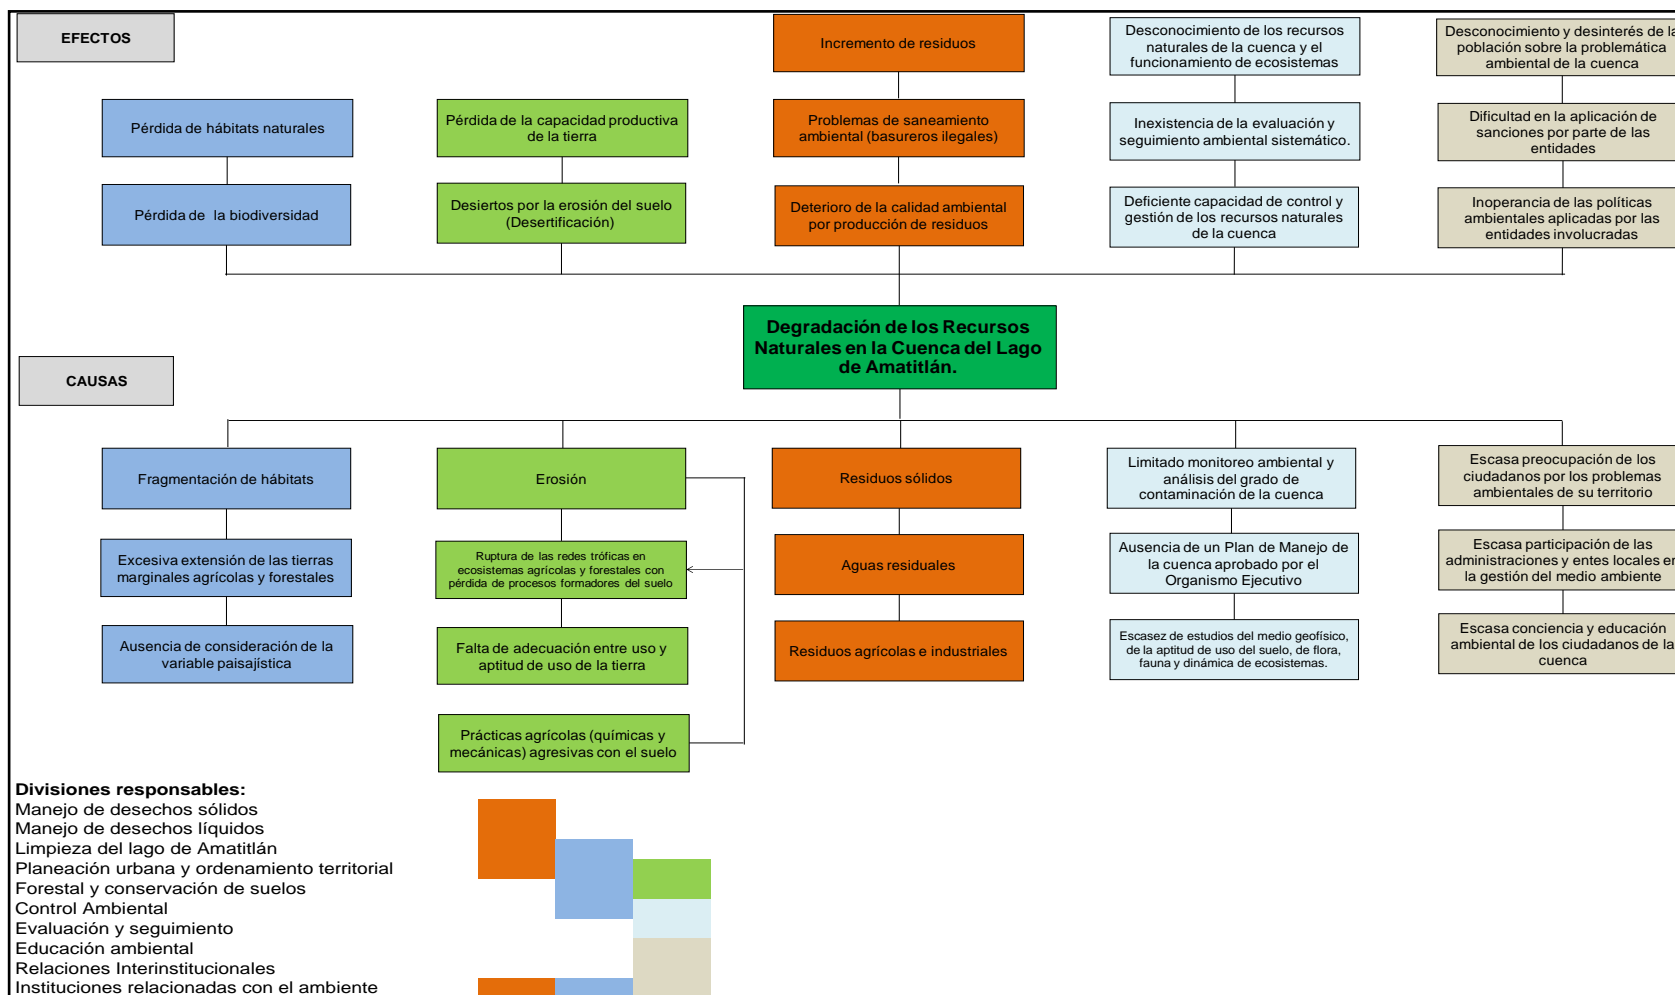 EFECTOS
Incremento de residuos
Desconocimiento de los recursos
naturales de la cuenca y el
funcionamiento de ecosistemas
Desconocimiento y desinterés de la
población sobre la problemática
ambiental de la cuenca
Pérdida de hábitats naturales
Pérdida de la capacidad productiva
de la tierra
Problemas de saneamiento
ambiental (basureros ilegales)
Inexistencia de la evaluación y
seguimiento ambiental sistemático.
Dificultad en la aplicación de
sanciones por parte de las
entidades
Pérdida de la biodiversidad
Desiertos por la erosión del suelo
(Desertificación)
Deterioro de la calidad ambiental
por producción de residuos
Deficiente capacidad de control y
gestión de los recursos naturales
de la cuenca
Inoperancia de las políticas
ambientales aplicadas por las
entidades involucradas
Degradación de los Recursos
Naturales en la Cuenca del Lago
de Amatitlán.
CAUSAS
Fragmentación de hábitats
Erosión
Residuos sólidos
Limitado monitoreo ambiental y
análisis del grado de
contaminación de la cuenca
Escasa preocupación de los
ciudadanos por los problemas
ambientales de su territorio
Excesiva extensión de las tierras
marginales agrícolas y forestales
Ruptura de las redes tróficas en
ecosistemas agrícolas y forestales con
pérdida de procesos formadores del suelo
Aguas residuales
Ausencia de un Plan de Manejo de
la cuenca aprobado por el
Organismo Ejecutivo
Escasa participación de las
administraciones y entes locales en
la gestión del medio ambiente
Ausencia de consideración de la
variable paisajística
Falta de adecuación entre uso y
aptitud de uso de la tierra
Residuos agrícolas e industriales
Escasez de estudios del medio geofísico,
de la aptitud de uso del suelo, de flora,
fauna y dinámica de ecosistemas.
Escasa conciencia y educación
ambiental de los ciudadanos de la
cuenca
Prácticas agrícolas (químicas y
mecánicas) agresivas con el suelo
Divisiones responsables:
Manejo de desechos sólidos
Manejo de desechos líquidos
Limpieza del lago de Amatitlán
Planeación urbana y ordenamiento territorial
Forestal y conservación de suelos
Control Ambiental
Evaluación y seguimiento
Educación ambiental
Relaciones Interinstitucionales
Instituciones relacionadas con el ambiente